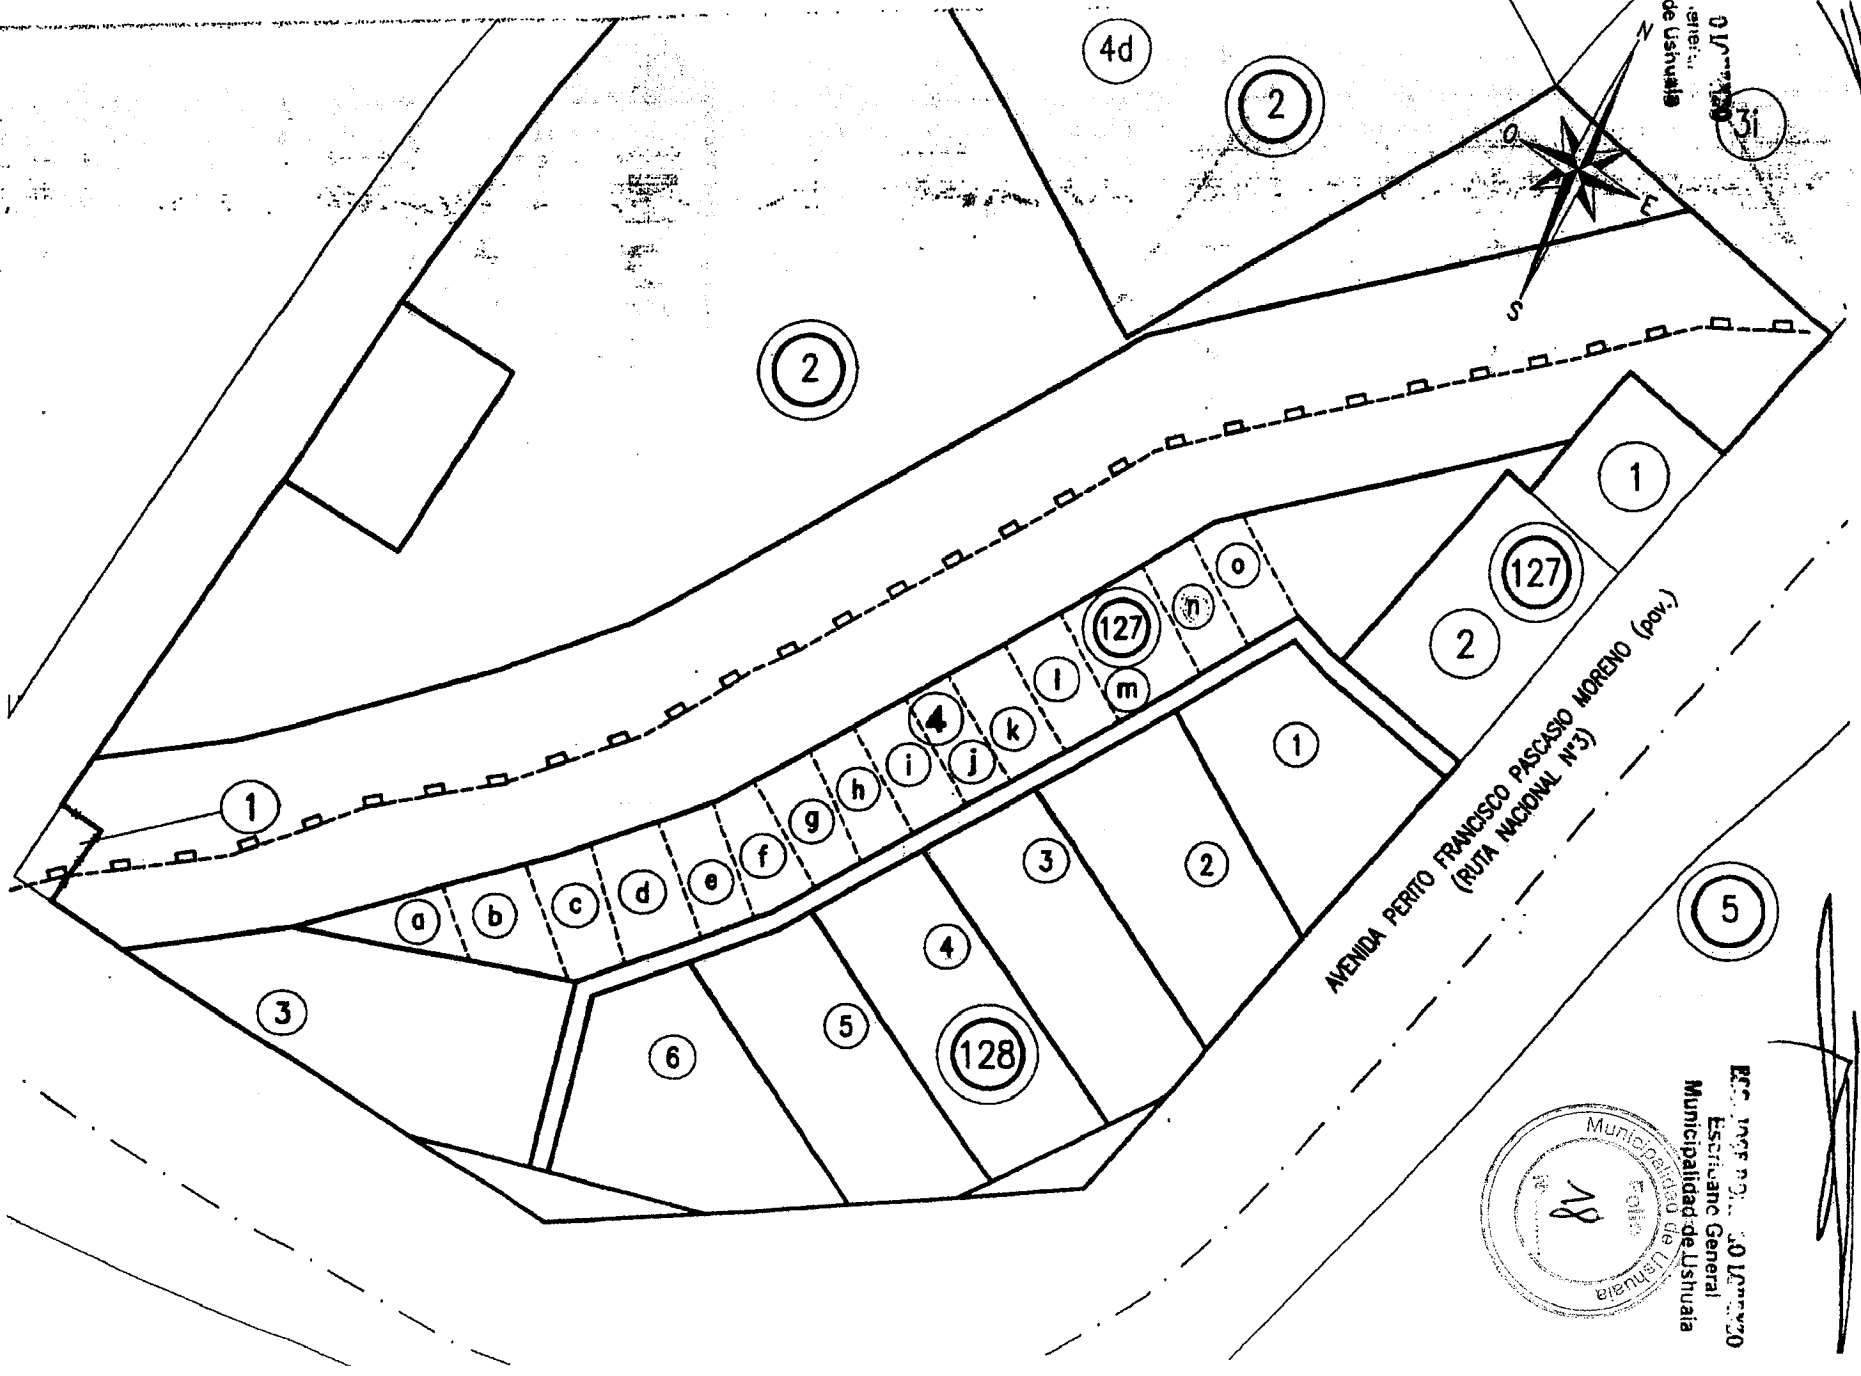 4d
2
de Ushuaia
3i
N
O
E
S
2
1
127
2
o
n
127
m
l
4
k
j
i
h
g
f
e
d
c
b
a
1
1
2
3
4
5
6
128
3
AVENIDA PERITO FRANCISCO PASCASIO MORENO (pav.)
(RUTA NACIONAL N°3)
5
Escribano General
Municipalidad de Ushuaia
Municipalidad de Ushuaia
Folio
18